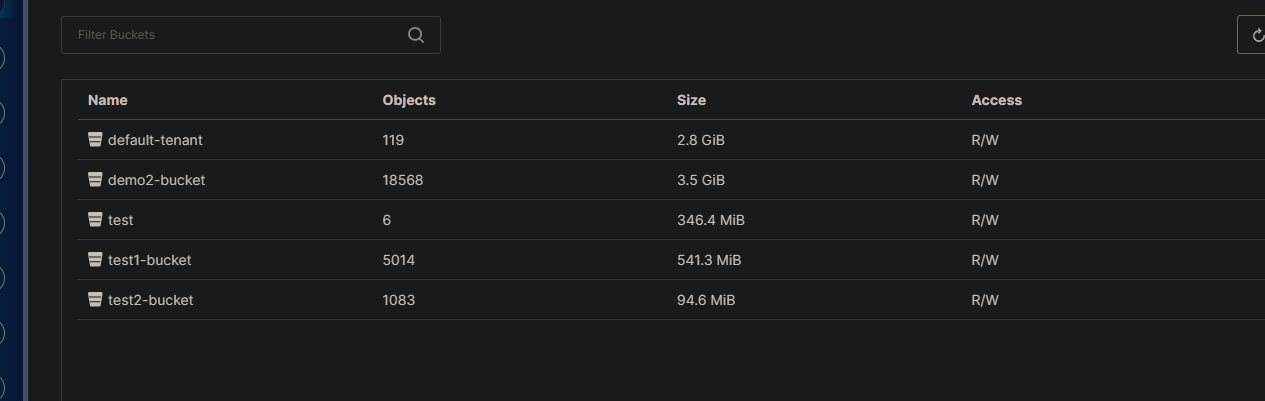 Filter Buckets
Name Objects Size Access
default-tenant 119 2.8 GiB R/W
demo2-bucket 18568 3.5 GiB R/W
test 6 346.4 MiB R/W
test1-bucket 5014 541.3 MiB R/W
test2-bucket 1083 94.6 MiB R/W